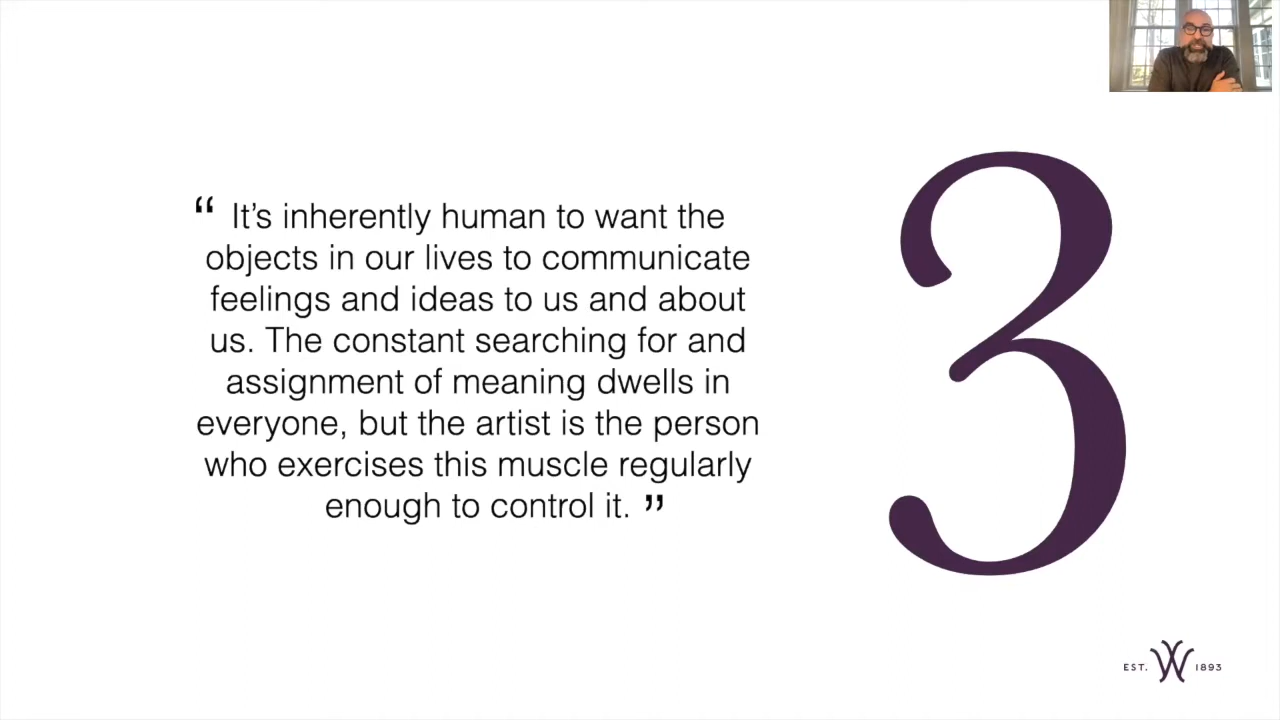 “ It’s inherently human to want the
objects in our lives to communicate
feelings and ideas to us and about
us. The constant searching for and
assignment of meaning dwells in
everyone, but the artist is the person
who exercises this muscle regularly
enough to control it. ”
3
EST. W 1893